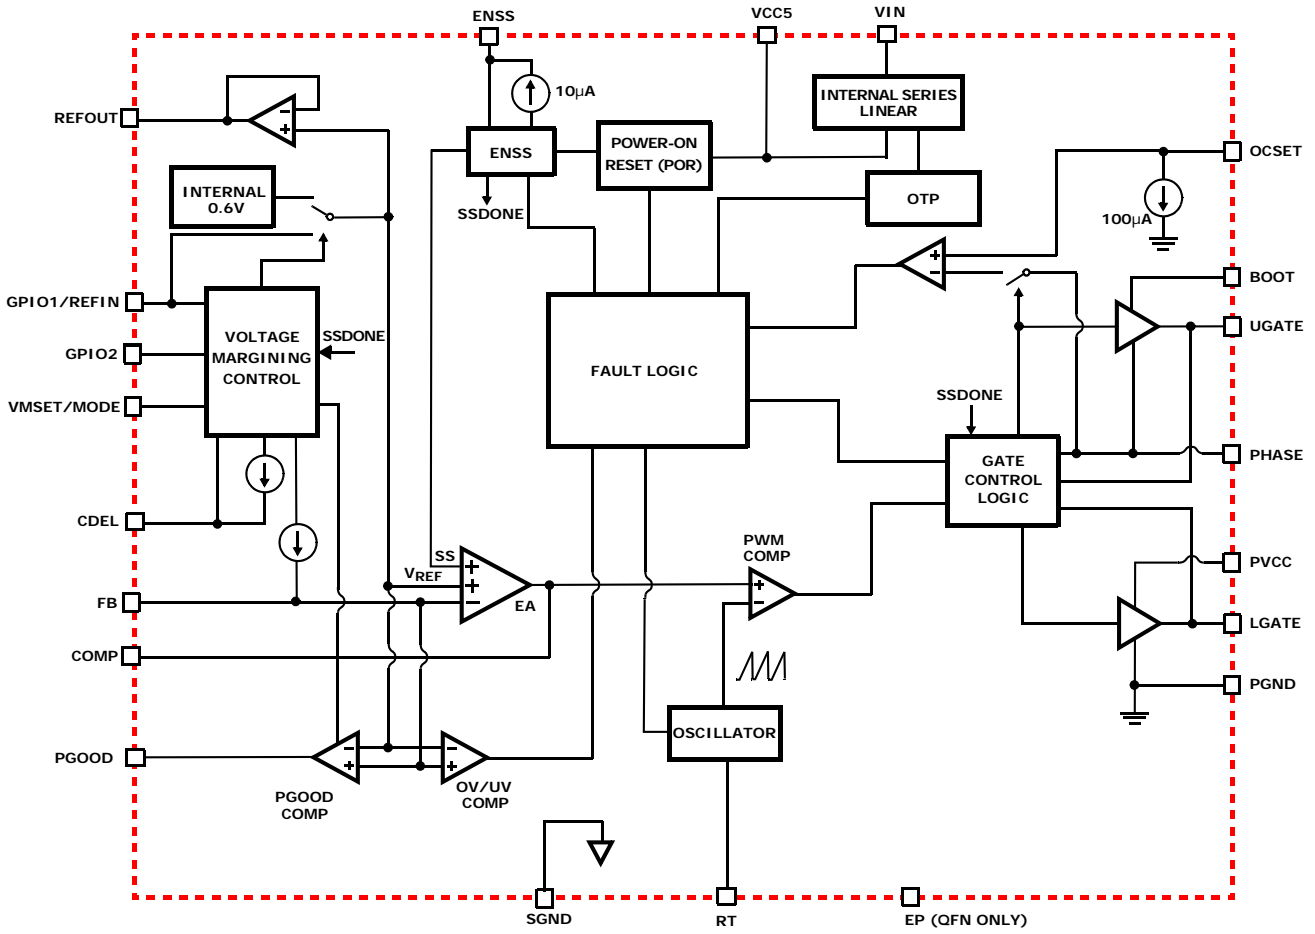 ENSS
VCC5
VIN
REFOUT
10µA
INTERNAL SERIES
LINEAR
ENSS
POWER-ON
RESET (POR)
OCSET
INTERNAL
0.6V
SSDONE
OTP
100µA
GPIO1/REFIN
BOOT
VOLTAGE
MARGINING
CONTROL
SSDONE
GPIO2
UGATE
FAULT LOGIC
VMSET/MODE
SSDONE
GATE
CONTROL
LOGIC
PHASE
CDEL
PWM
COMP
SS
VREF
EA
PVCC
FB
LGATE
COMP
PGND
OSCILLATOR
PGOOD
PGOOD
COMP
OV/UV
COMP
SGND
RT
EP (QFN ONLY)